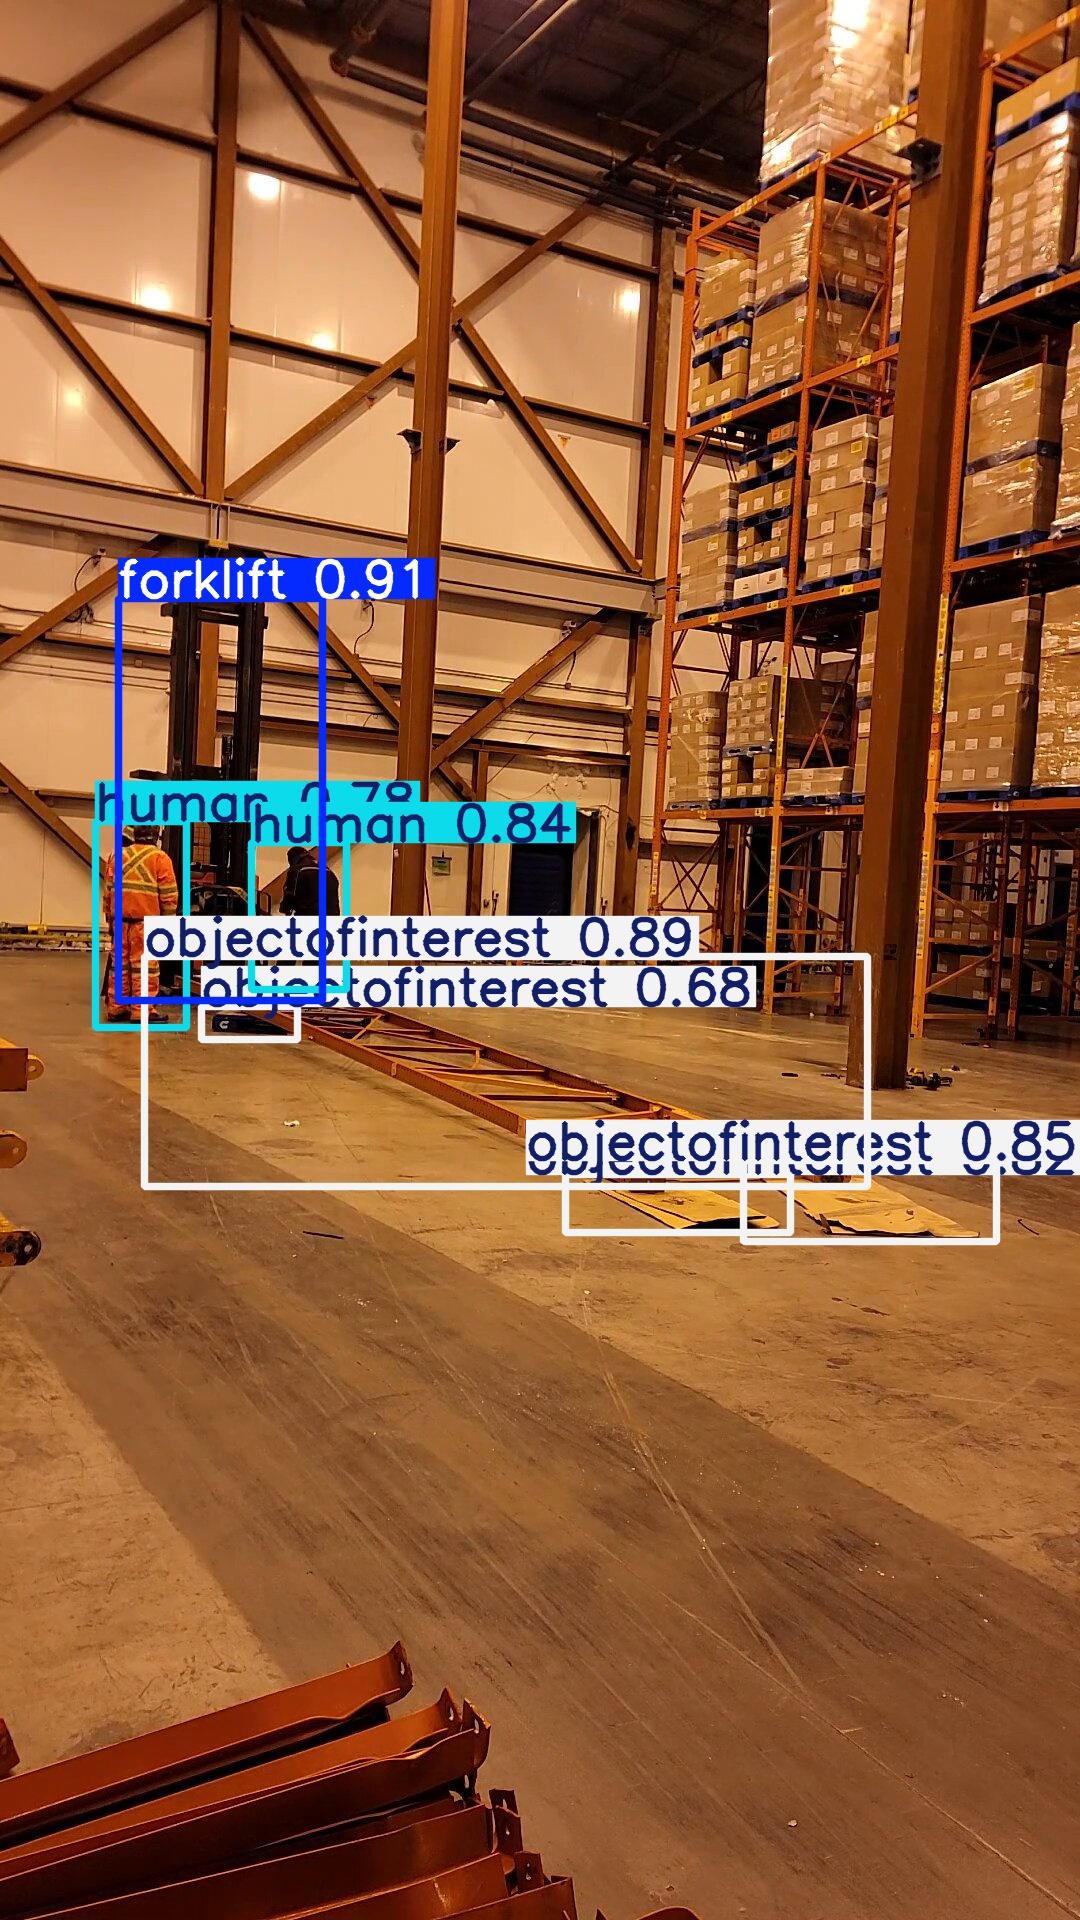 forklift 0.91
human 0.78
human 0.84
objectofinterest 0.89
objectofinterest 0.68
objectofinterest 0.85